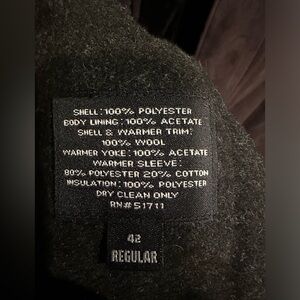 SHELL: 100% POLYESTER
BODY LINING: 100% ACETATE
SHELL & WARMER TRIM:
100% WOOL
WARMER YOKE: 100% ACETATE
WARMER SLEEVE:
80% POLYESTER 20% COTTON
INSULATION: 100% POLYESTER
DRY CLEAN ONLY
RN#51711
42
REGULAR